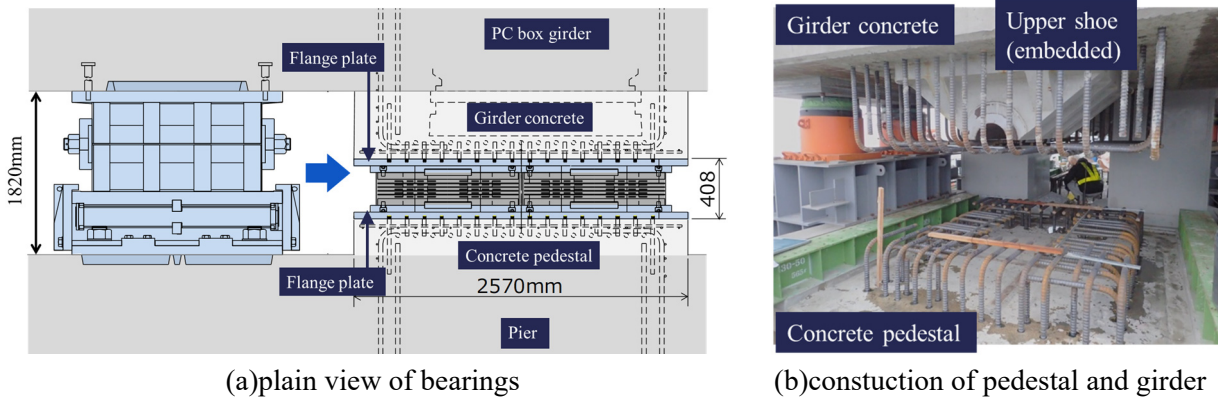 PC box girder
Flange plate
Girder concrete
1820mm
408
Concrete pedestal
Flange plate
2570mm
Pier
(a)plain view of bearings
Girder concrete
Upper shoe
(embedded)
Concrete pedestal
(b)constuction of pedestal and girder